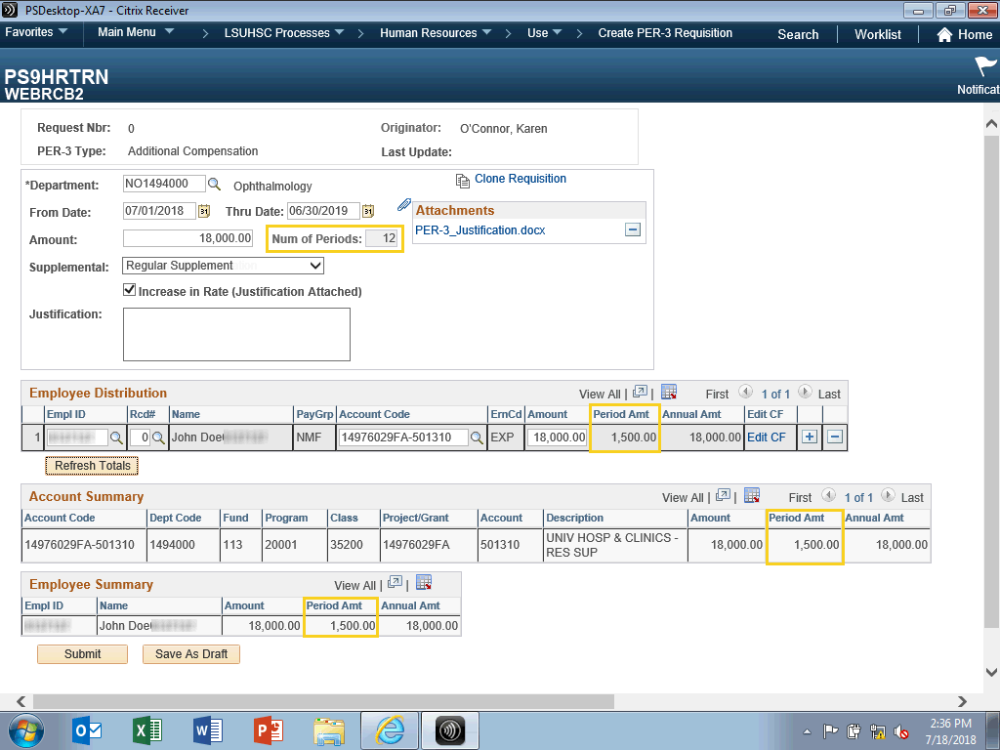 PSDesktop-XA7 - Citrix Receiver
Favorites Main Menu > LSUHSC Processes > Human Resources > Use > Create PER-3 Requisition Search Worklist Home
PS9HRTRN
WEBRCB2
Notificat
Request Nbr: 0 Originator: O'Connor, Karen
PER-3 Type: Additional Compensation Last Update:
*Department: NO1494000 Ophthalmology Clone Requisition
From Date: 07/01/2018 Thru Date: 06/30/2019 Attachments
PER-3_Justification.docx
Amount: 18,000.00 Num of Periods: 12
Supplemental: Regular Supplement
Increase in Rate (Justification Attached)
Justification:
Employee Distribution View All | | First 1 of 1 Last
Empl ID Rcd# Name PayGrp Account Code ErnCd Amount Period Amt Annual Amt Edit CF
1 0 John Doe NMF 14976029FA-501310 EXP 18,000.00 1,500.00 18,000.00 Edit CF
Refresh Totals
Account Summary View All | | First 1 of 1 Last
Account Code Dept Code Fund Program Class Project/Grant Account Description Amount Period Amt Annual Amt
14976029FA-501310 1494000 113 20001 35200 14976029FA 501310 UNIV HOSP & CLINICS - RES SUP 18,000.00 1,500.00 18,000.00
Employee Summary View All | |
Empl ID Name Amount Period Amt Annual Amt
John Doe 18,000.00 1,500.00 18,000.00
Submit Save As Draft
2:36 PM
7/18/2018